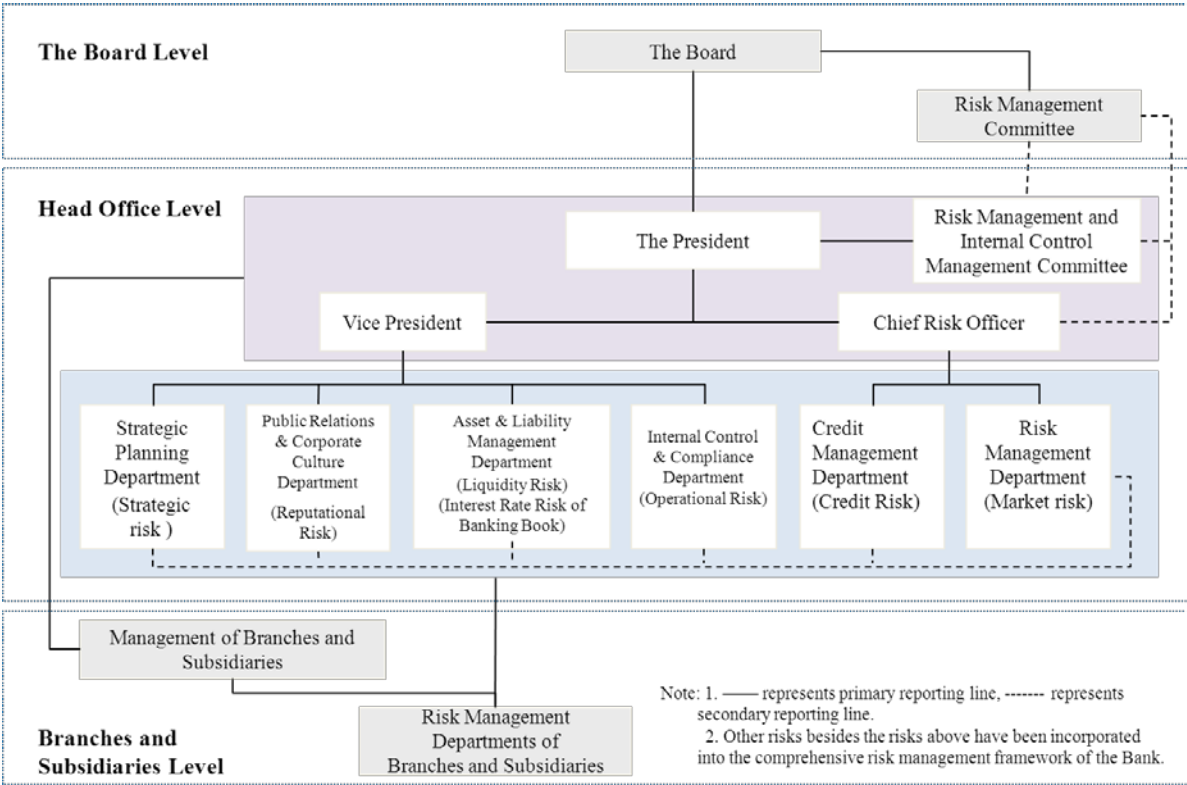 The Board Level
The Board
Risk Management
Committee
Head Office Level
The President
Risk Management and
Internal Control
Management Committee
Vice President
Chief Risk Officer
Strategic
Planning
Department
(Strategic
risk )
Public Relations
& Corporate
Culture
Department
(Reputational
Risk)
Asset & Liability
Management
Department
(Liquidity Risk)
(Interest Rate Risk of
Banking Book)
Internal Control
& Compliance
Department
(Operational Risk)
Credit
Management
Department
(Credit Risk)
Risk
Management
Department
(Market risk)
Management of Branches and
Subsidiaries
Risk Management
Departments of
Branches and Subsidiaries
Branches and
Subsidiaries Level
Note: 1. —— represents primary reporting line, ------- represents
secondary reporting line.
2. Other risks besides the risks above have been incorporated
into the comprehensive risk management framework of the Bank.